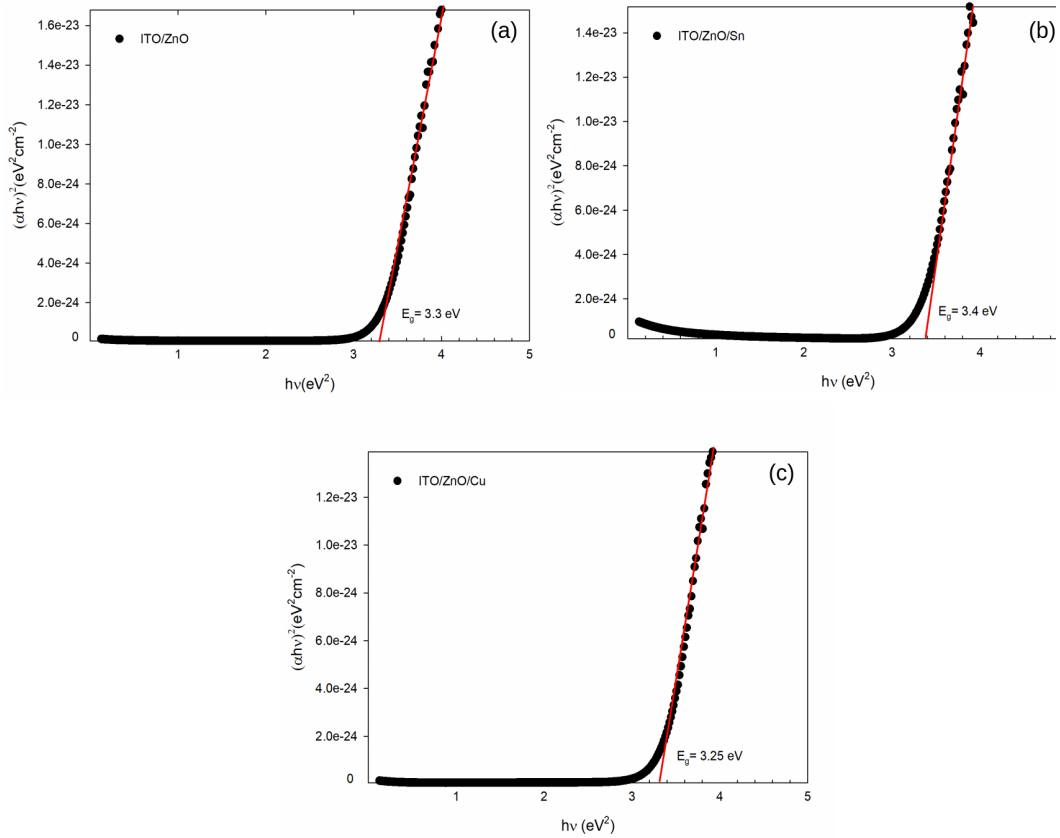 ITO/ZnO
(a)
1.6e-23
1.4e-23
1.2e-23
1.0e-23
8.0e-24
6.0e-24
4.0e-24
2.0e-24
0
(αhν)²(eV²cm⁻²)
E_g= 3.3 eV
1 2 3 4 5
hν(eV²)
ITO/ZnO/Sn
(b)
1.4e-23
1.2e-23
1.0e-23
8.0e-24
6.0e-24
4.0e-24
2.0e-24
0
(αhν)²(eV²cm⁻²)
E_g= 3.4 eV
1 2 3 4
hν (eV²)
ITO/ZnO/Cu
(c)
1.2e-23
1.0e-23
8.0e-24
6.0e-24
4.0e-24
2.0e-24
0
(αhν)²(eV²cm⁻²)
E_g= 3.25 eV
1 2 3 4 5
hν (eV²)